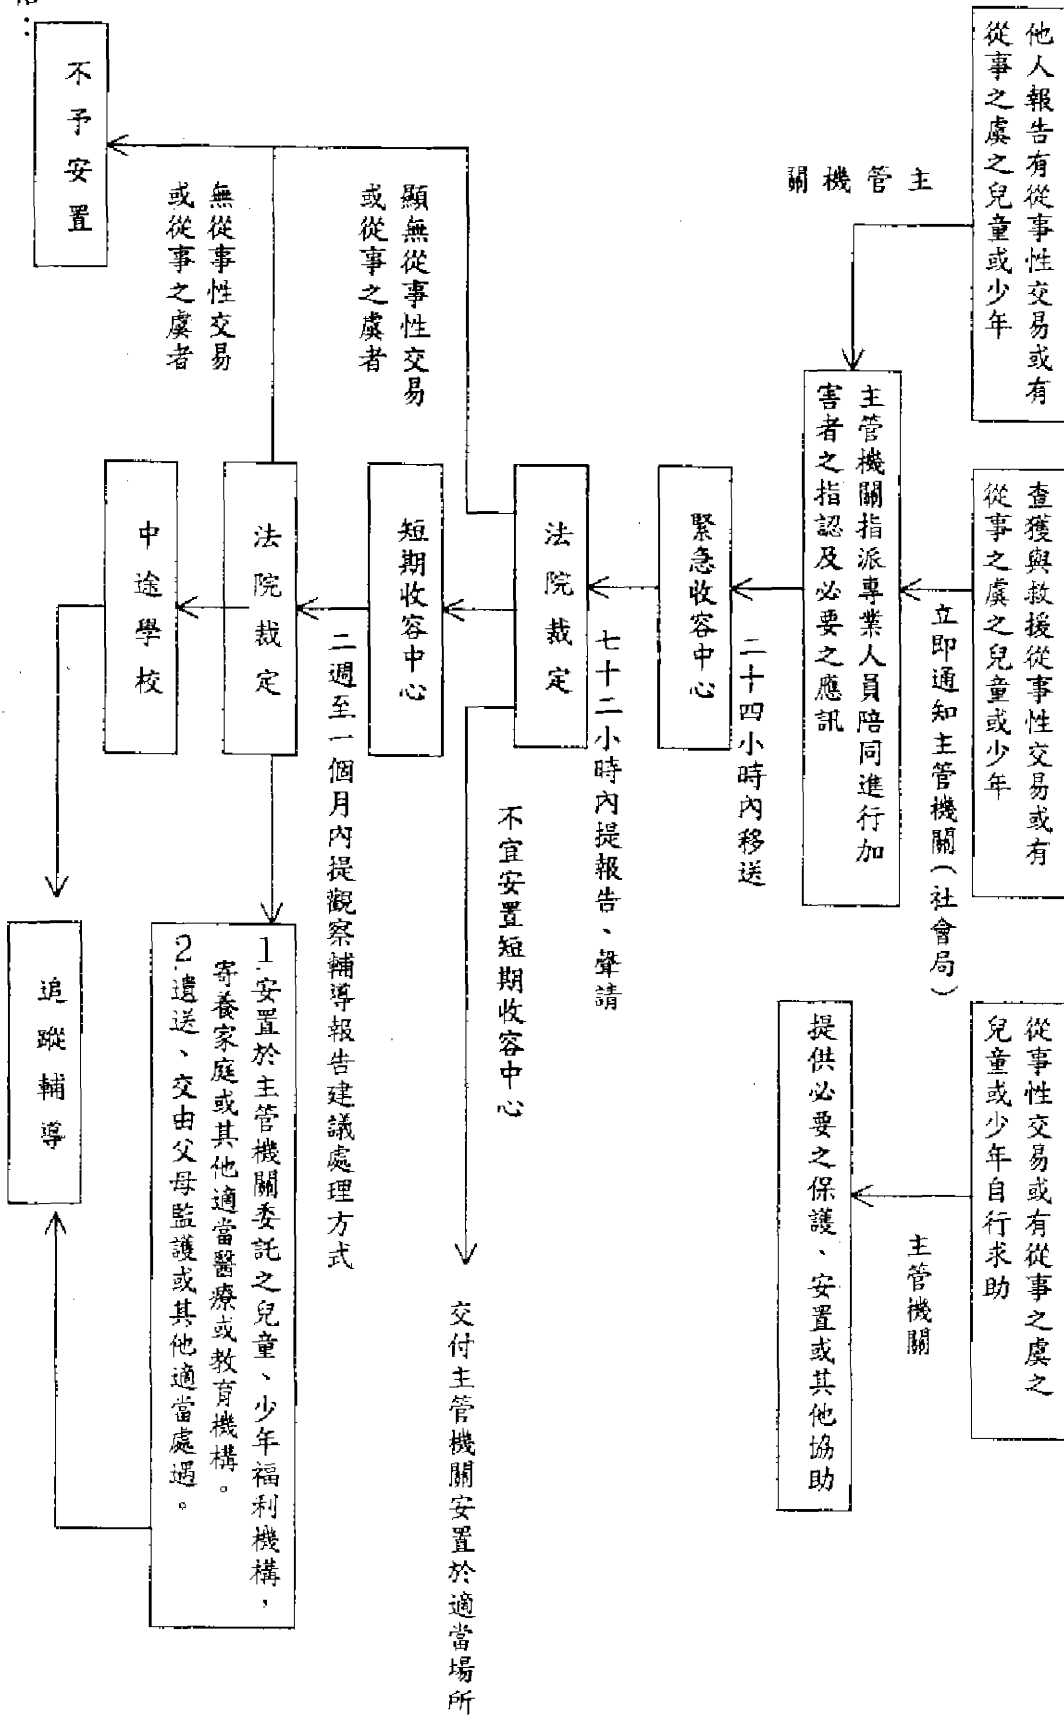 他人報告有從事性交易或有
從事之虞之兒童或少年
主管機關
查獲與救援從事性交易或有
從事之虞之兒童或少年
立即通知主管機關(社會局)
從事性交易或有從事之虞之
兒童或少年自行求助
主管機關
提供必要之保護、安置或其他協助
主管機關指派專業人員陪同進行加
害者之指認及必要之應訊
二十四小時內移送
緊急收容中心
七十二小時內提報告、聲請
法院裁定
不宜安置短期收容中心
交付主管機關安置於適當場所
顯無從事性交易
或從事之虞者
短期收容中心
二週至一個月內提觀察輔導報告建議處理方式
法院裁定
無從事性交易
或從事之虞者
不予安置
1安置於主管機關委託之兒童、少年福利機構,
寄養家庭或其他適當醫療或教育機構。
2遺送、交由父母監護或其他適當處遇。
中途學校
追蹤輔導